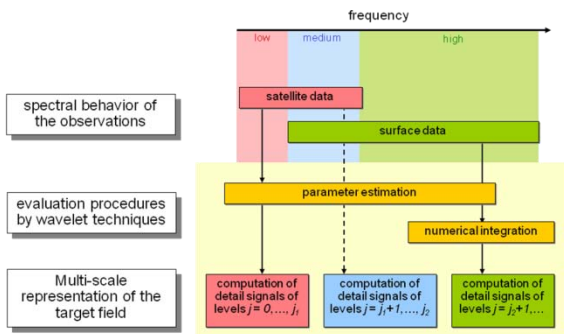 frequency
low medium high
satellite data
spectral behavior of
the observations
surface data
parameter estimation
evaluation procedures
by wavelet techniques
numerical integration
Multi-scale
representation of the
target field
computation of
detail signals of
levels j = 0, ..., j₁
computation of
detail signals of
levels j = j₁+1, ..., j₂
computation of
detail signals of
levels j = j₂+1, ...